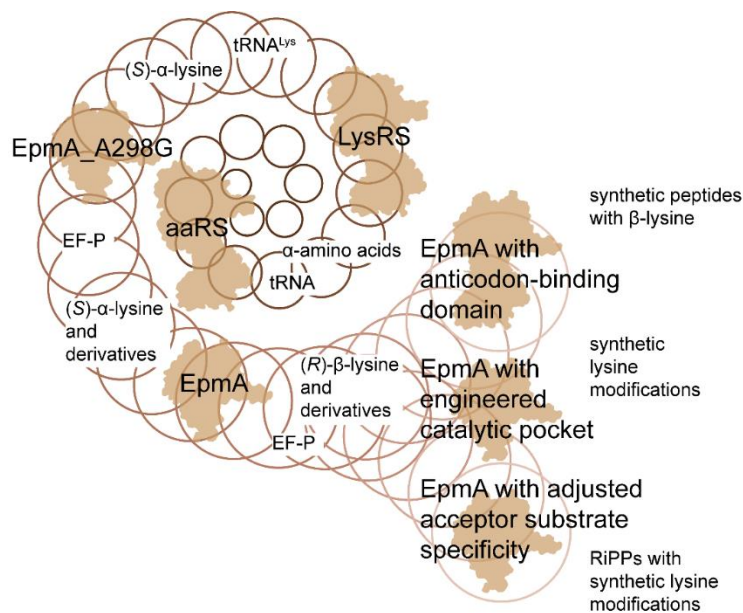 tRNALys
(S)-α-lysine
EpmA_A298G
LysRS
aaRS
EF-P
α-amino acids
tRNA
(S)-α-lysine
and
derivatives
EpmA
(R)-β-lysine
and
derivatives
EF-P
EpmA with
anticodon-binding
domain
synthetic peptides
with β-lysine
EpmA with
engineered
catalytic pocket
synthetic
lysine
modifications
EpmA with adjusted
acceptor substrate
specificity
RiPPs with
synthetic lysine
modifications